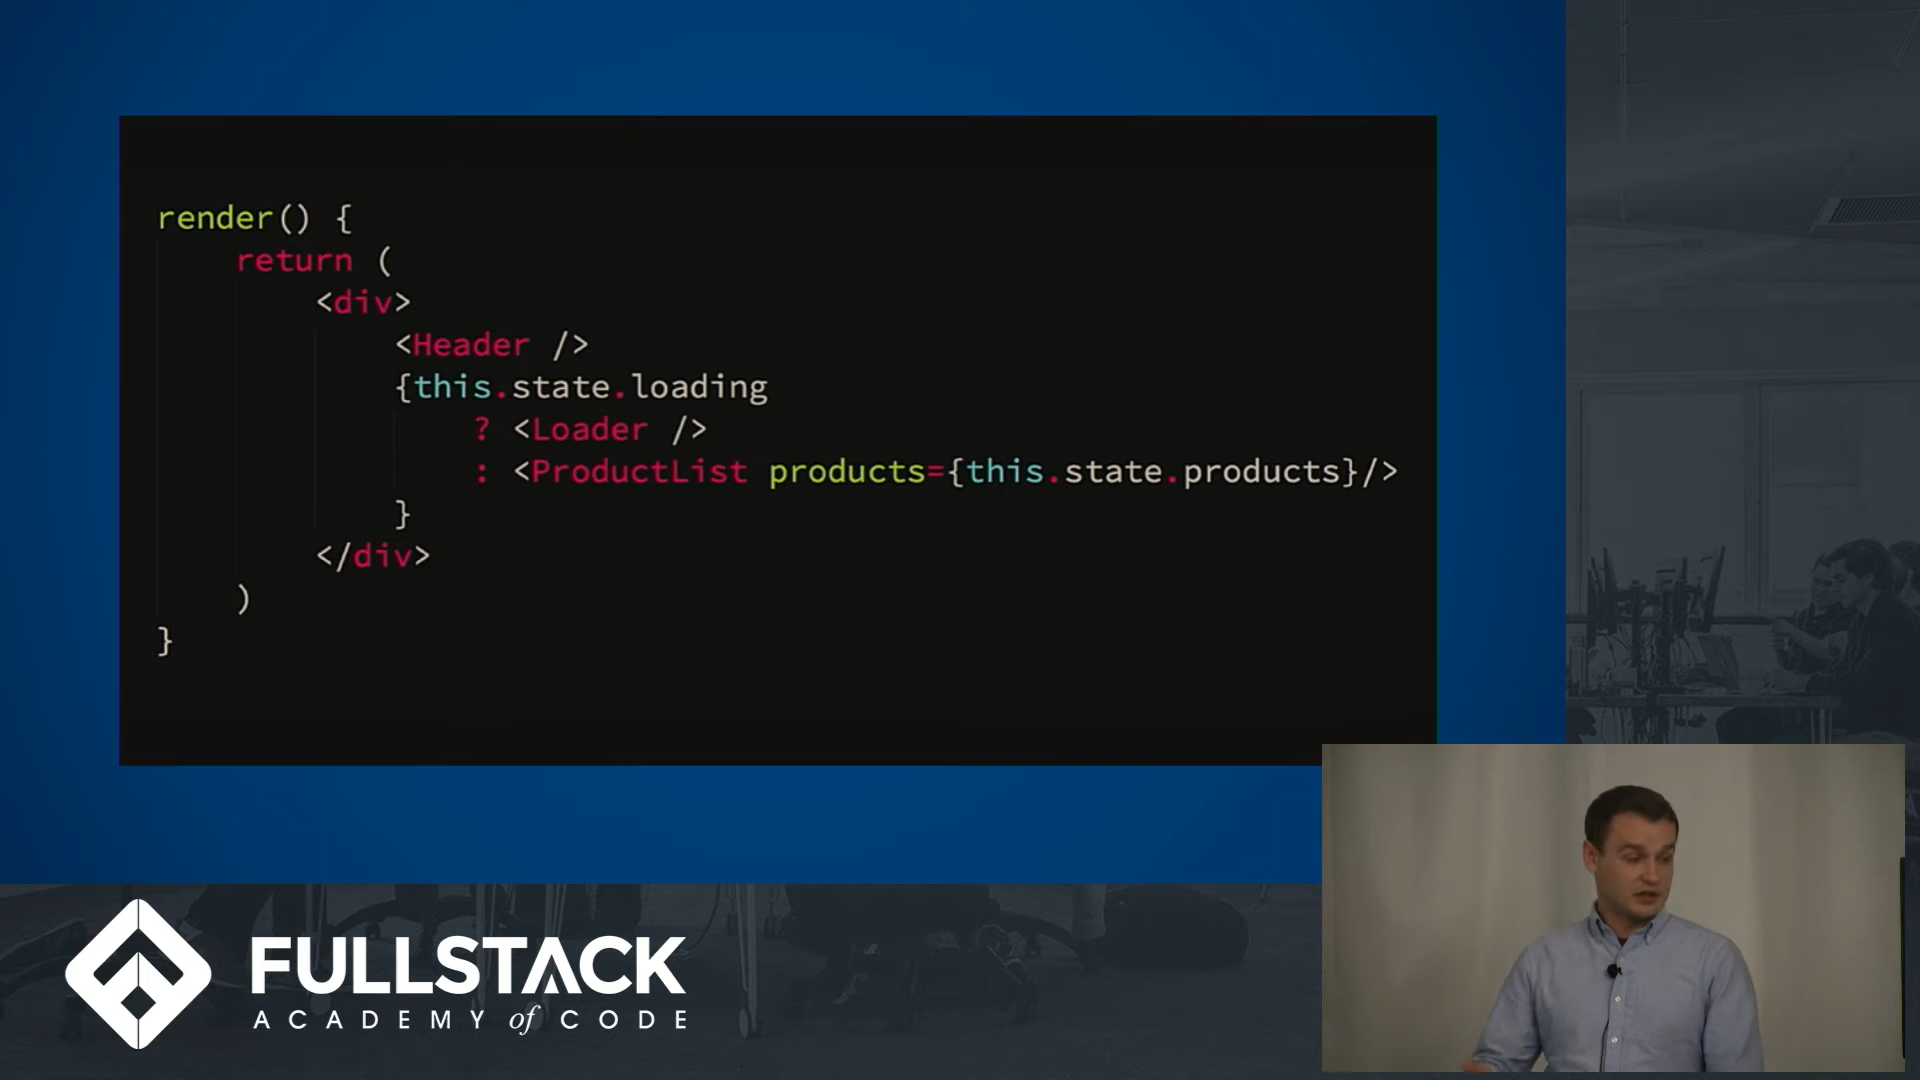 render() {
return (
<div>
<Header />
{this.state.loading
? <Loader />
: <ProductList products={this.state.products}/>
}
</div>
)
}
FULLSTACK
ACADEMY of CODE